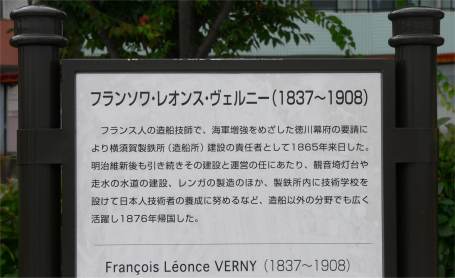 フランソワ・レオンス・ヴェルニー(1837〜1908)
フランス人の造船技師で、海軍増強をめざした徳川幕府の要請に
より横須賀製鉄所(造船所)建設の責任者として1865年来日した。
明治維新後も引き続きその建設と運営の任にあたり、観音埼灯台や
走水の水道の建設、レンガの製造のほか、製鉄所内に技術学校を
設けて日本人技術者の養成に努めるなど、造船以外の分野でも広く
活躍し1876年帰国した。
François Léonce VERNY (1837〜1908)